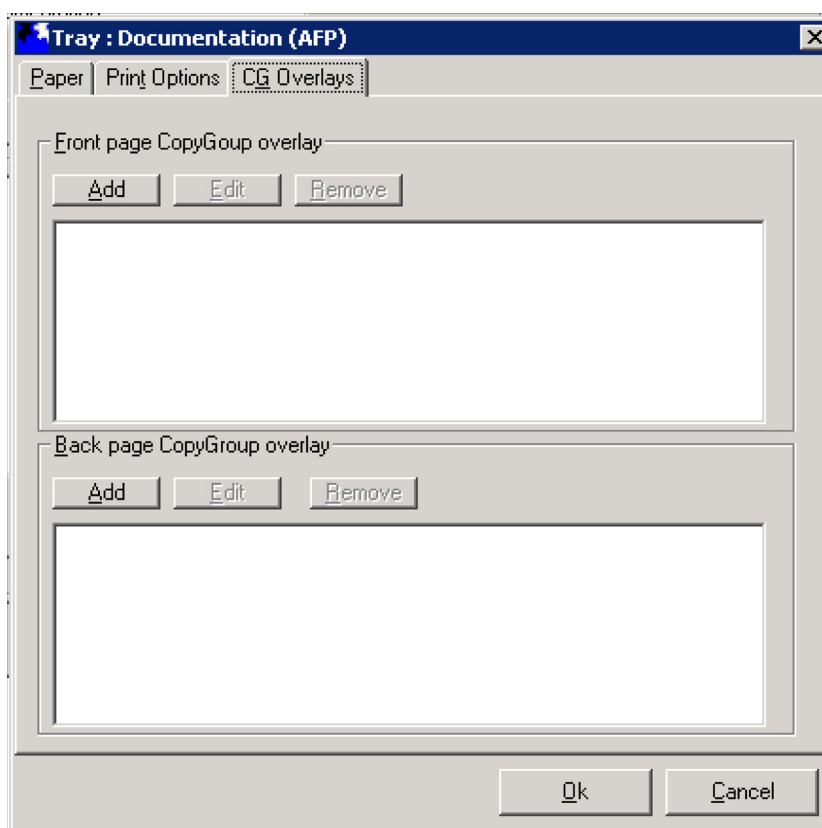 Tray : Documentation (AFP)
Paper Print Options CG Overlays
Front page CopyGoup overlay
Add Edit Remove
Back page CopyGroup overlay
Add Edit Remove
Ok Cancel